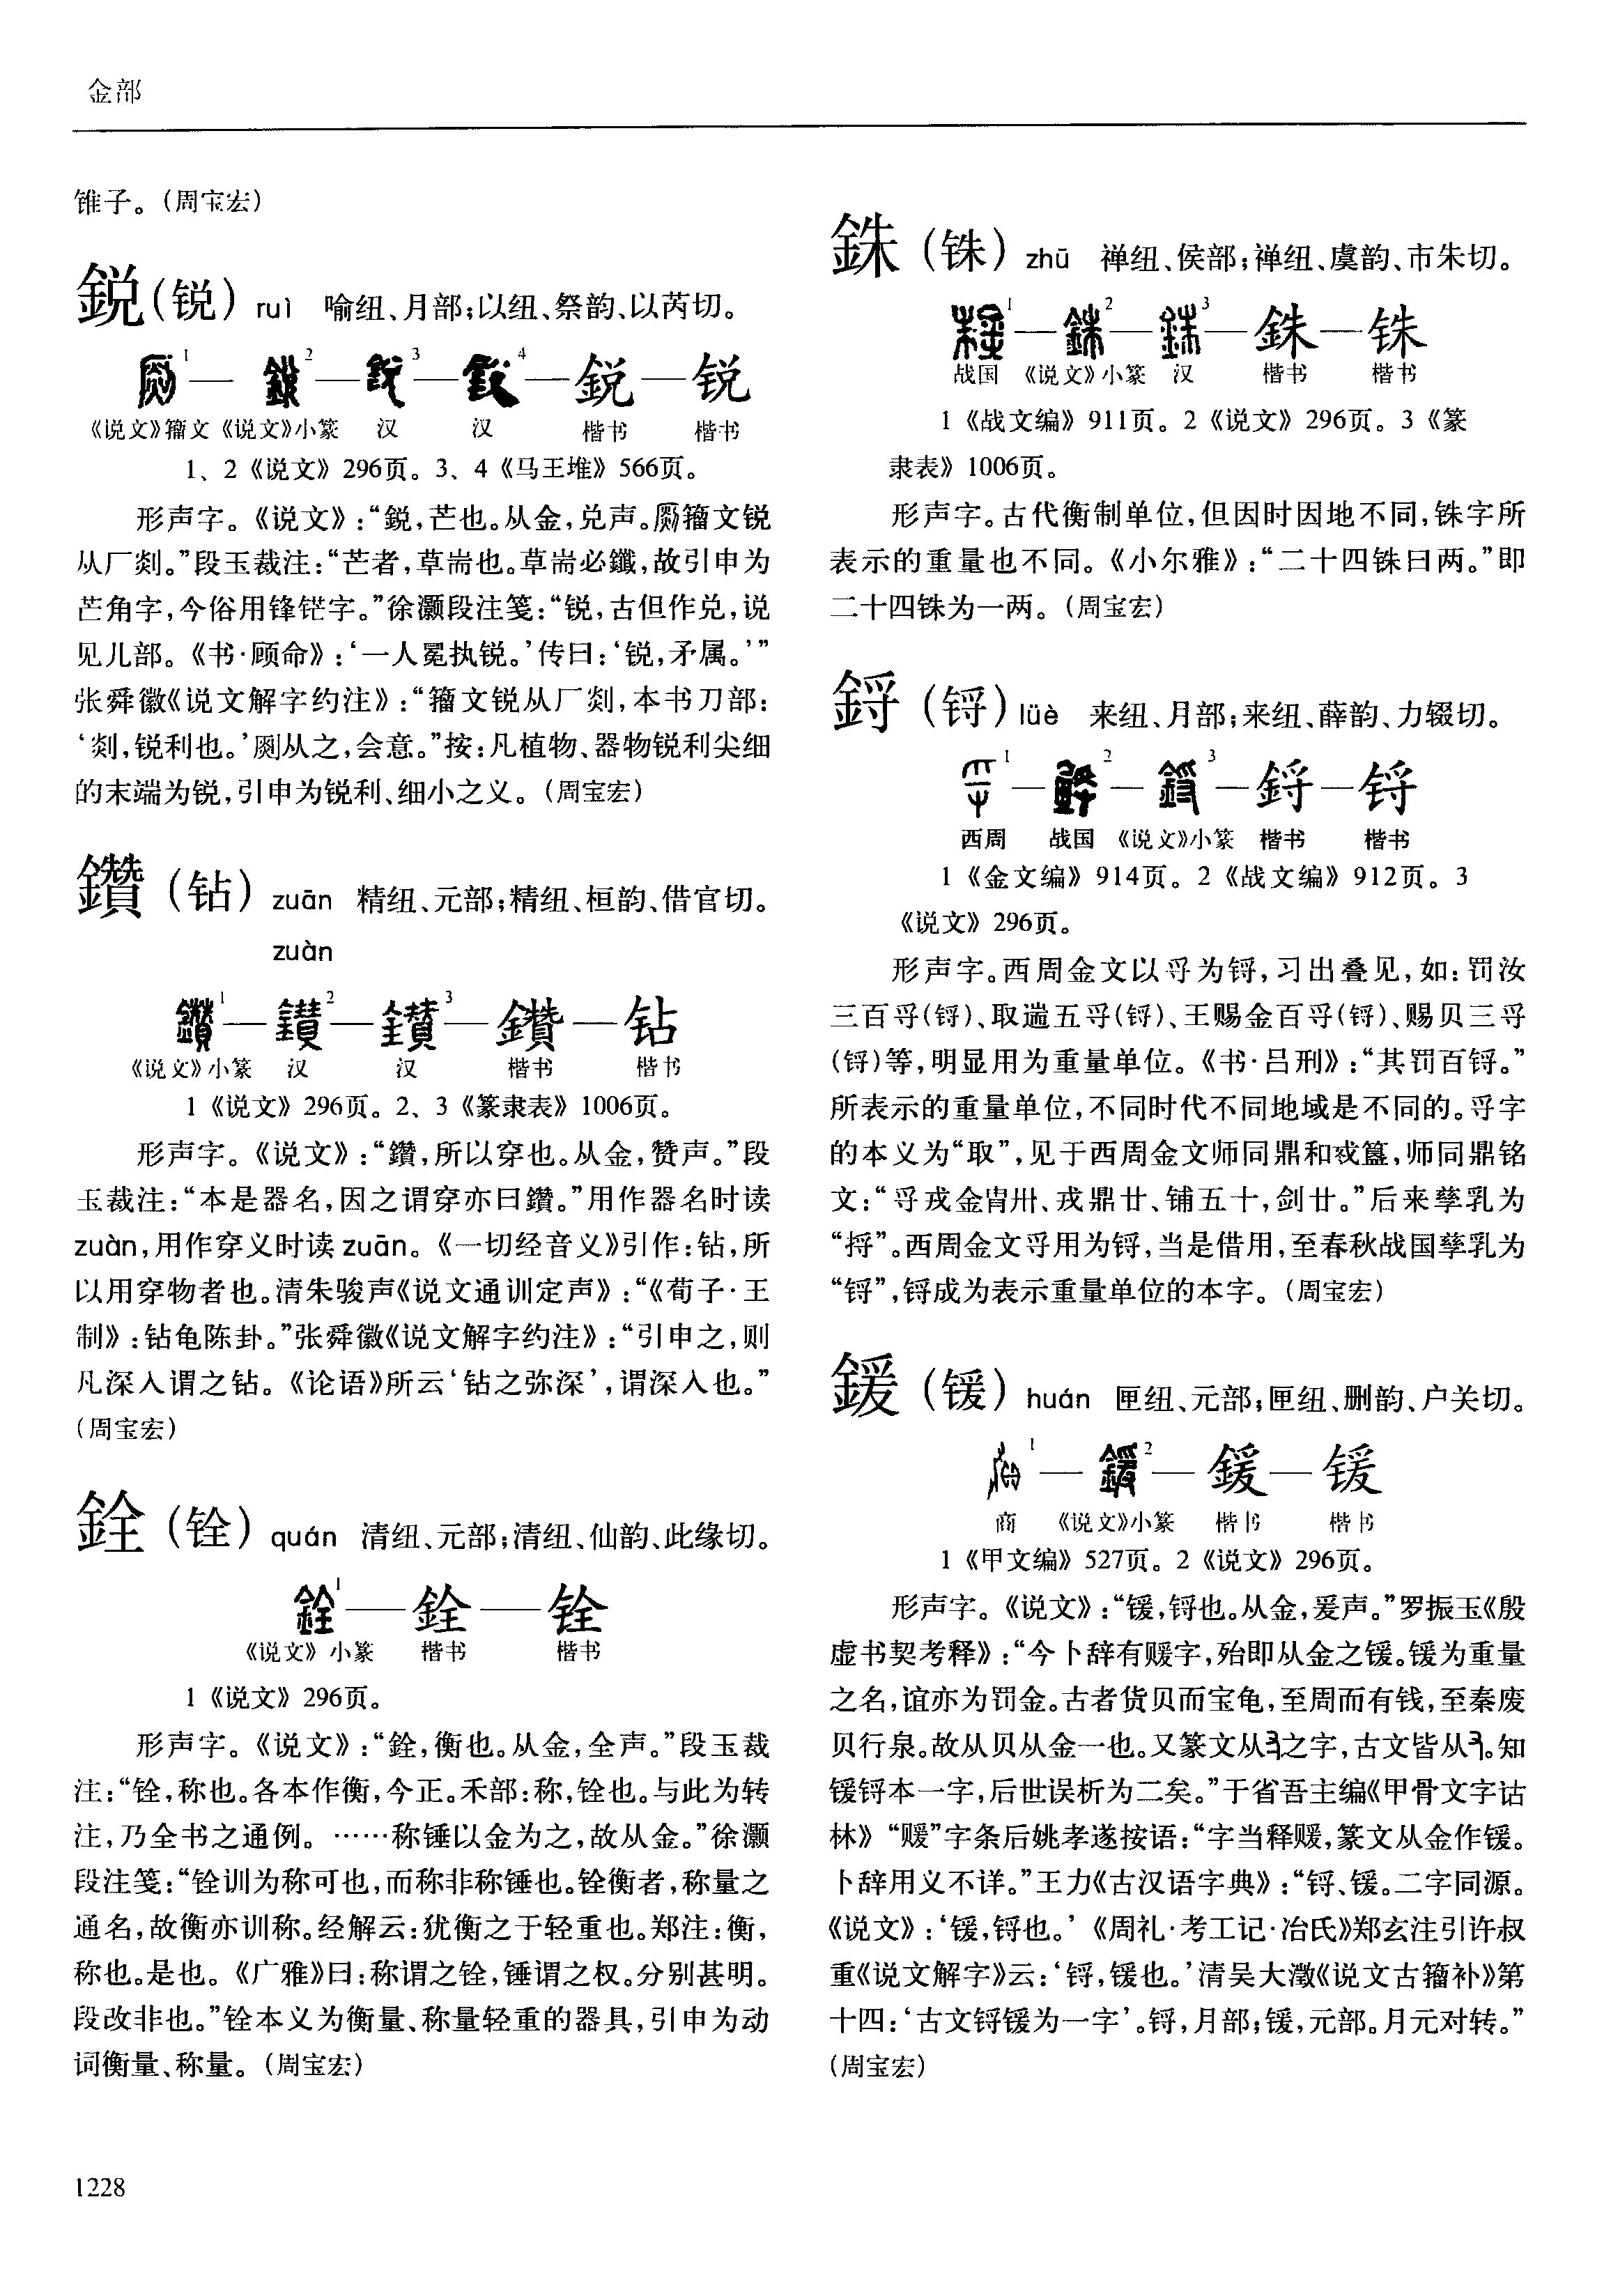 金部
锥子。（周宝宏）
鋭（锐）ruì 喻纽、月部；以纽、祭韵、以芮切。
1 — 2 — 3 — 4 — 鋭 — 锐
《说文》籀文 《说文》小篆 汉 汉 楷书 楷书
1、2《说文》296页。3、4《马王堆》566页。
形声字。《说文》：“鋭，芒也。从金，兑声。㓹籀文锐
从厂剡。”段玉裁注：“芒者，草耑也。草耑必鑯，故引申为
芒角字，今俗用锋铓字。”徐灏段注笺：“锐，古但作兑，说
见儿部。《书·顾命》：‘一人冕执锐。’传曰：‘锐，矛属。’”
张舜徽《说文解字约注》：“籀文锐从厂剡，本书刀部：
‘剡，锐利也。’㓹从之，会意。”按：凡植物、器物锐利尖细
的末端为锐，引申为锐利、细小之义。（周宝宏）
鑽（钻）zuān 精纽、元部；精纽、桓韵、借官切。
zuàn
1 — 2 — 3 — 鑽 — 钻
《说文》小篆 汉 汉 楷书 楷书
1《说文》296页。2、3《篆隶表》1006页。
形声字。《说文》：“鑽，所以穿也。从金，赞声。”段
玉裁注：“本是器名，因之谓穿亦曰鑽。”用作器名时读
zuàn，用作穿义时读 zuān。《一切经音义》引作：钻，所
以用穿物者也。清朱骏声《说文通训定声》：“《荀子·王
制》：钻龟陈卦。”张舜徽《说文解字约注》：“引申之，则
凡深入谓之钻。《论语》所云‘钻之弥深’，谓深入也。”
（周宝宏）
銓（铨）quán 清纽、元部；清纽、仙韵、此缘切。
1 — 銓 — 铨
《说文》小篆 楷书 楷书
1《说文》296页。
形声字。《说文》：“銓，衡也。从金，全声。”段玉裁
注：“铨，称也。各本作衡，今正。禾部：称，铨也。与此为转
注，乃全书之通例。……称锤以金为之，故从金。”徐灏
段注笺：“铨训为称可也，而称非称锤也。铨衡者，称量之
通名，故衡亦训称。经解云：犹衡之于轻重也。郑注：衡，
称也。是也。《广雅》曰：称谓之铨，锤谓之权。分别甚明。
段改非也。”铨本义为衡量、称量轻重的器具，引申为动
词衡量、称量。（周宝宏）
銖（铢）zhū 禅纽、侯部；禅纽、虞韵、市朱切。
1 — 2 — 3 — 銖 — 铢
战国 《说文》小篆 汉 楷书 楷书
1《战文编》911页。2《说文》296页。3《篆
隶表》1006页。
形声字。古代衡制单位，但因时因地不同，铢字所
表示的重量也不同。《小尔雅》：“二十四铢曰两。”即
二十四铢为一两。（周宝宏）
鋝（锊）lüè 来纽、月部；来纽、薛韵、力辍切。
1 — 2 — 3 — 鋝 — 锊
西周 战国 《说文》小篆 楷书 楷书
1《金文编》914页。2《战文编》912页。3
《说文》296页。
形声字。西周金文以寽为锊，习出叠见，如：罚汝
三百寽（锊）、取遄五寽（锊）、王赐金百寽（锊）、赐贝三寽
（锊）等，明显用为重量单位。《书·吕刑》：“其罚百锊。”
所表示的重量单位，不同时代不同地域是不同的。寽字
的本义为“取”，见于西周金文师同鼎和𢦚簋，师同鼎铭
文：“寽戎金胄卅、戎鼎廿、铺五十，剑廿。”后来孳乳为
“捋”。西周金文寽用为锊，当是借用，至春秋战国孳乳为
“锊”，锊成为表示重量单位的本字。（周宝宏）
鍰（锾）huán 匣纽、元部；匣纽、删韵、户关切。
1 — 2 — 鍰 — 锾
商 《说文》小篆 楷书 楷书
1《甲文编》527页。2《说文》296页。
形声字。《说文》：“锾，锊也。从金，爰声。”罗振玉《殷
虚书契考释》：“今卜辞有赗字，殆即从金之锾。锾为重量
之名，谊亦为罚金。古者货贝而宝龟，至周而有钱，至秦废
贝行泉。故从贝从金一也。又篆文从之字，古文皆从。知
锾锊本一字，后世误析为二矣。”于省吾主编《甲骨文字诂
林》“”字条后姚孝遂按语：“字当释，篆文从金作锾。
卜辞用义不详。”王力《古汉语字典》：“锊、锾。二字同源。
《说文》：‘锾，锊也。’《周礼·考工记·冶氏》郑玄注引许叔
重《说文解字》云：‘锊，锾也。’清吴大澂《说文古籀补》第
十四：‘古文锊锾为一字’。锊，月部；锾，元部。月元对转。”
（周宝宏）
1228